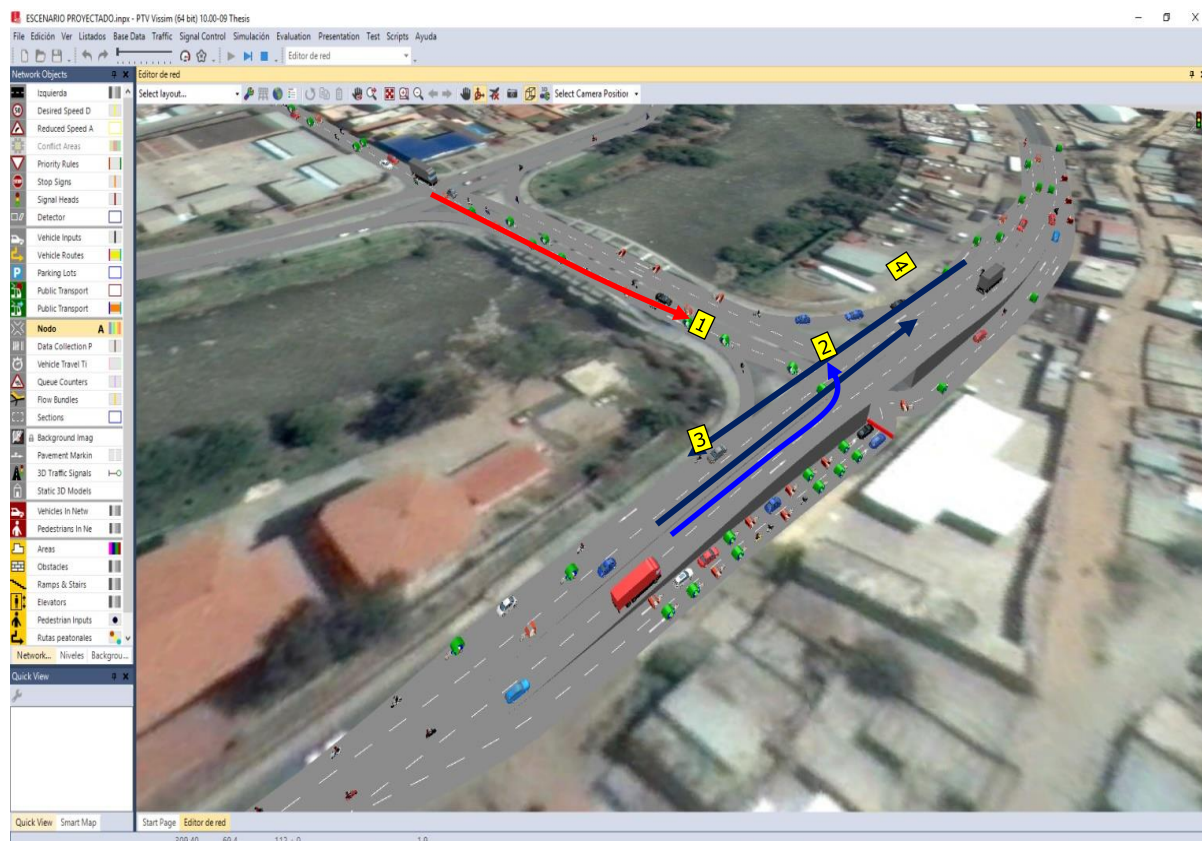 ESCENARIO PROYECTADO.inpx - PTV Vissim (64 bit) 10.00-09 Thesis
File Edición Ver Listados Base Data Traffic Signal Control Simulación Evaluation Presentation Test Scripts Ayuda
Editor de red
Network Objects
Editor de red
Select layout...
Select Camera Position
Izquierda
50 Desired Speed D
Reduced Speed A
Conflict Areas
Priority Rules
STOP Stop Signs
Signal Heads
Detector
Vehicle Inputs
Vehicle Routes
P Parking Lots
Public Transport
Public Transport
Nodo A
Data Collection P
Vehicle Travel Ti
Queue Counters
Flow Bundles
Sections
Background Imag
Pavement Markin
3D Traffic Signals
Static 3D Models
Vehicles In Netw
Pedestrians In Ne
Areas
Obstacles
Ramps & Stairs
Elevators
Pedestrian Inputs
Rutas peatonales
Network... Niveles Backgrou...
Quick View
Quick View Smart Map
Start Page Editor de red
4
1
2
3